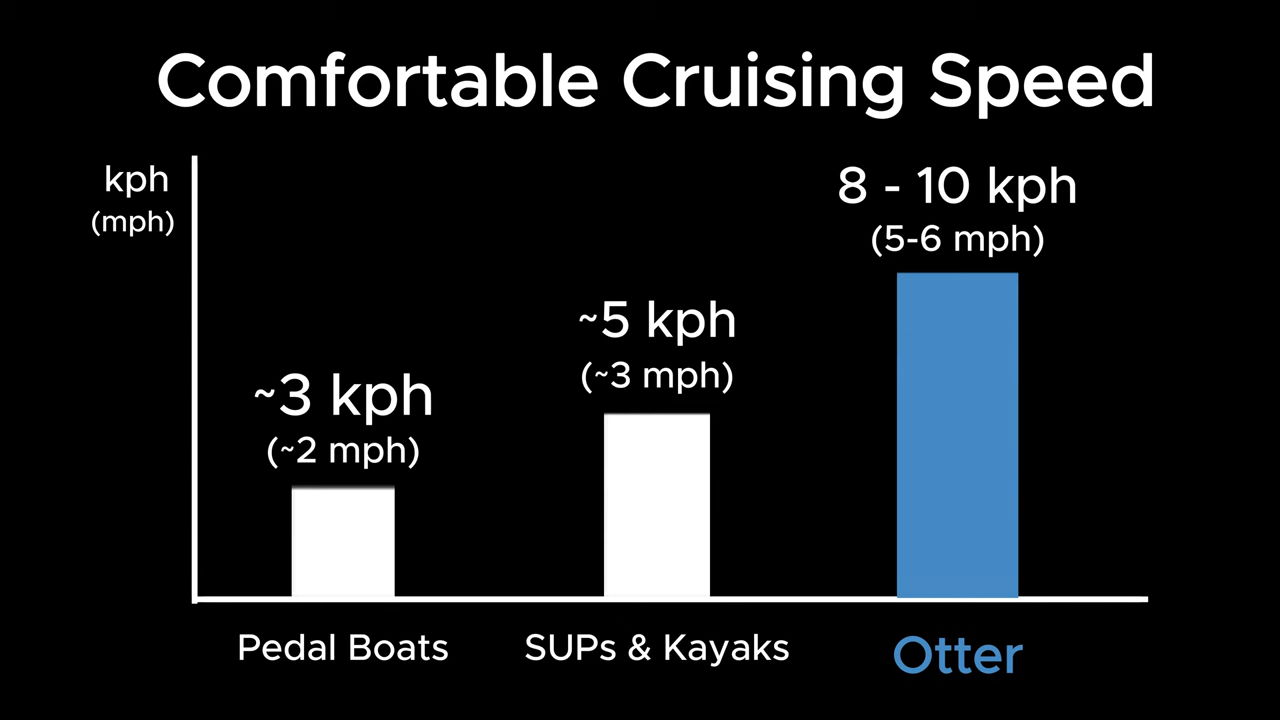 Comfortable Cruising Speed
kph
(mph)
~3 kph
(~2 mph)
~5 kph
(~3 mph)
8 - 10 kph
(5-6 mph)
Pedal Boats
SUPs & Kayaks
Otter